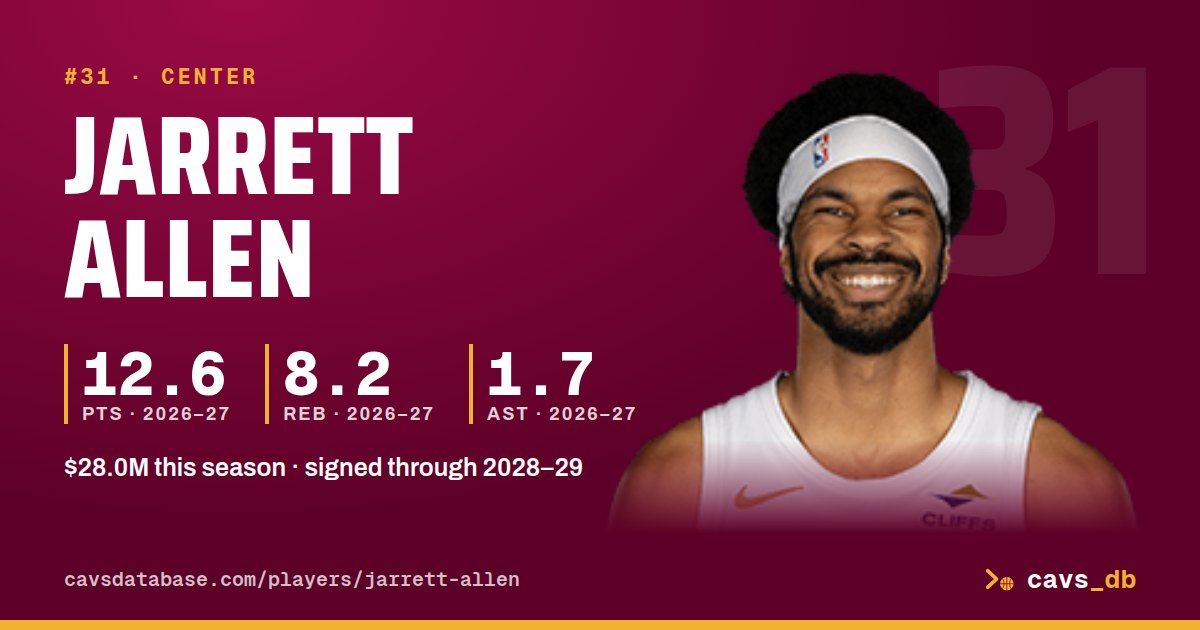 #31 · CENTER
31
JARRETT
ALLEN
12.6 8.2 1.7
PTS · 2026–27 REB · 2026–27 AST · 2026–27
$28.0M this season · signed through 2028–29
CLIFFS
cavsdatabase.com/players/jarrett-allen
cavs_db